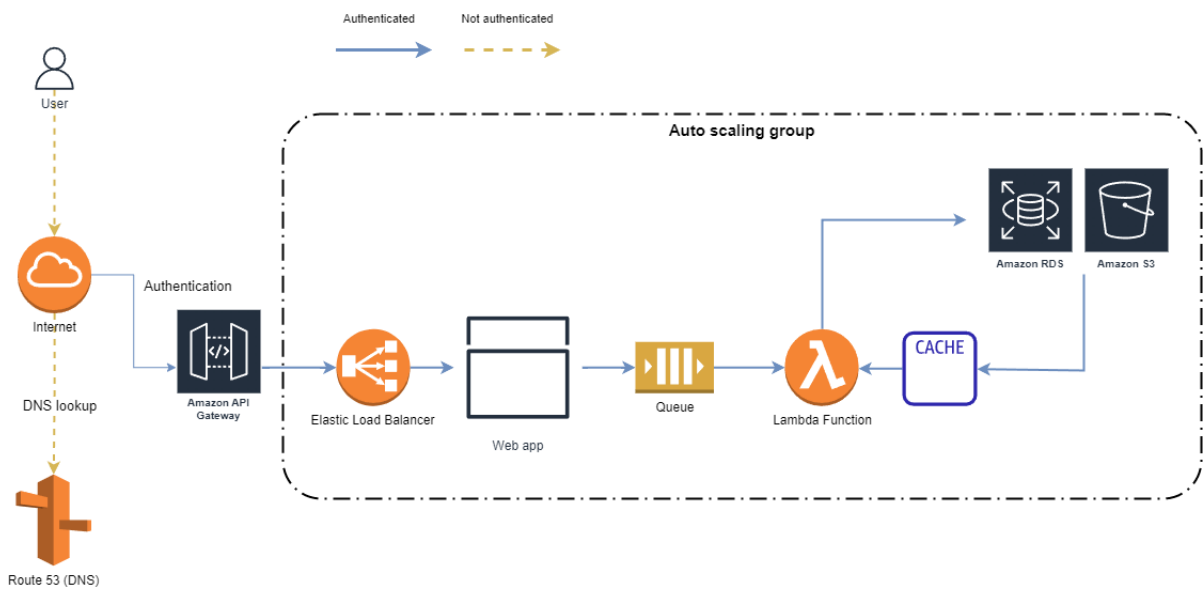 Authenticated
Not authenticated
User
Auto scaling group
Amazon RDS
Amazon S3
Authentication
Internet
CACHE
Amazon API
Gateway
DNS lookup
Elastic Load Balancer
Web app
Queue
Lambda Function
Route 53 (DNS)